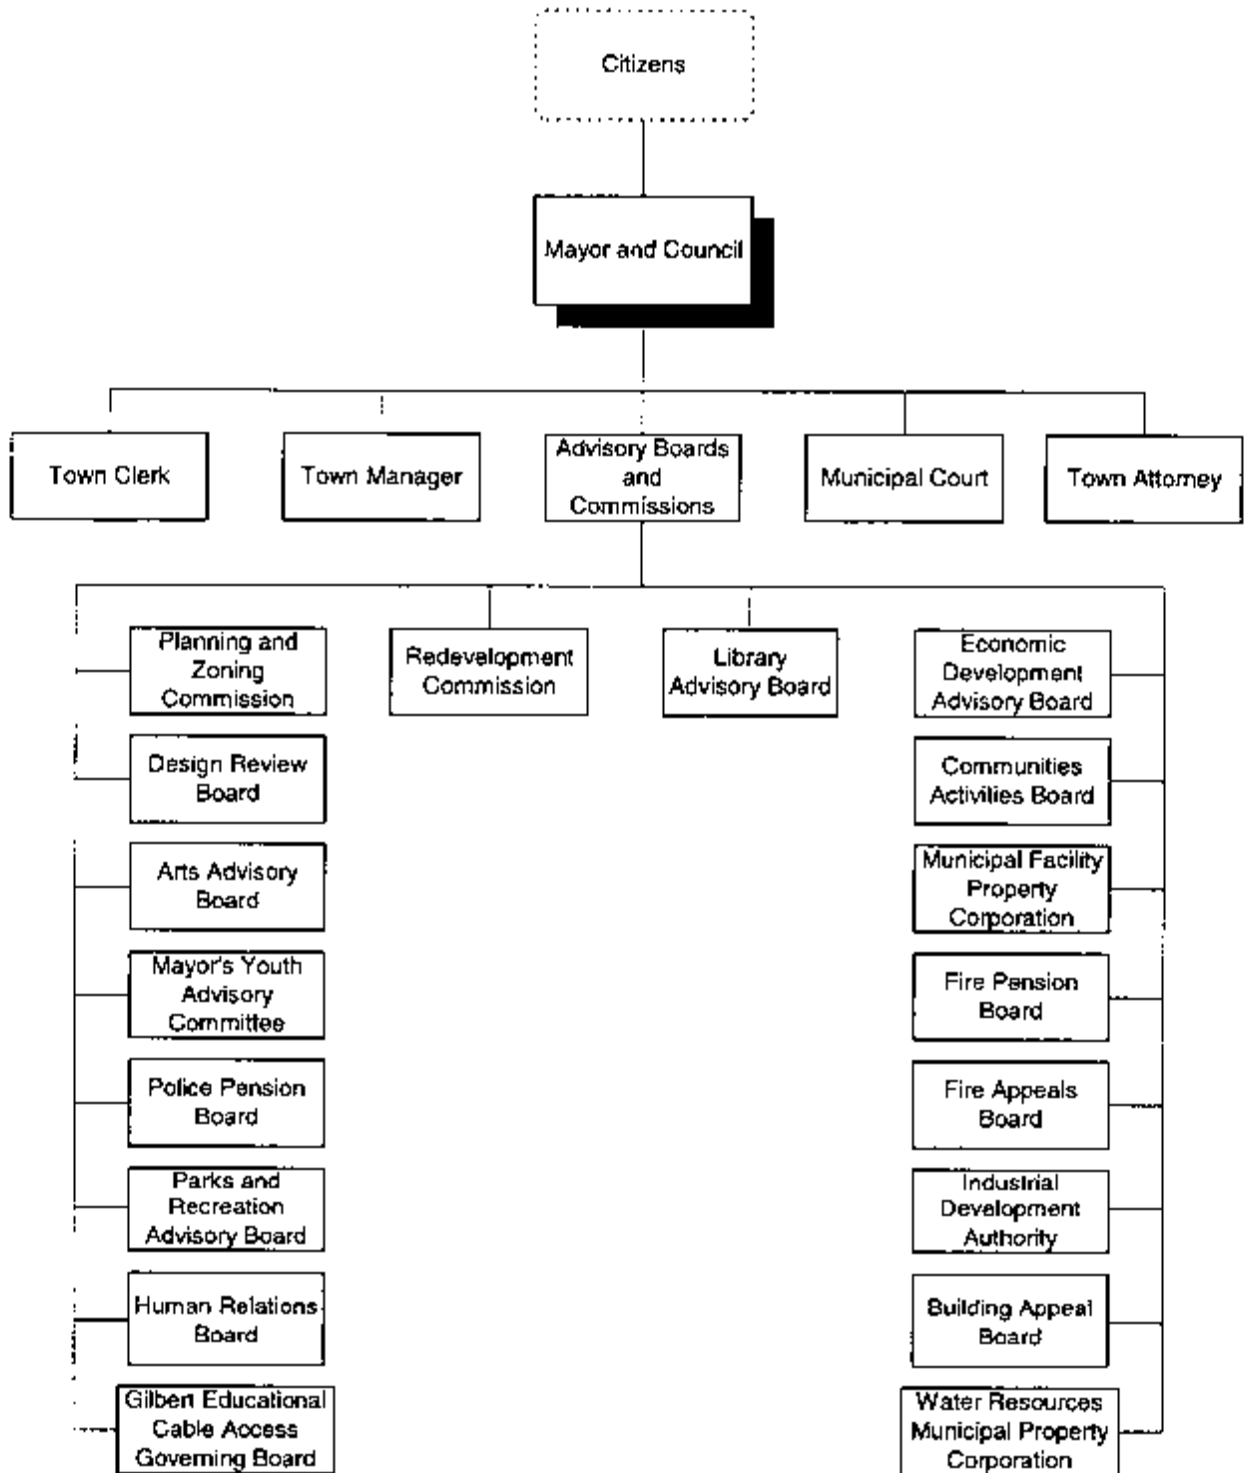 Citizens
Mayor and Council
Town Clerk
Town Manager
Advisory Boards
and
Commissions
Municipal Court
Town Attorney
Planning and
Zoning
Commission
Redevelopment
Commission
Library
Advisory Board
Economic
Development
Advisory Board
Design Review
Board
Communities
Activities Board
Arts Advisory
Board
Municipal Facility
Property
Corporation
Mayor's Youth
Advisory
Committee
Fire Pension
Board
Police Pension
Board
Fire Appeals
Board
Parks and
Recreation
Advisory Board
Industrial
Development
Authority
Human Relations
Board
Building Appeal
Board
Gilbert Educational
Cable Access
Governing Board
Water Resources
Municipal Property
Corporation